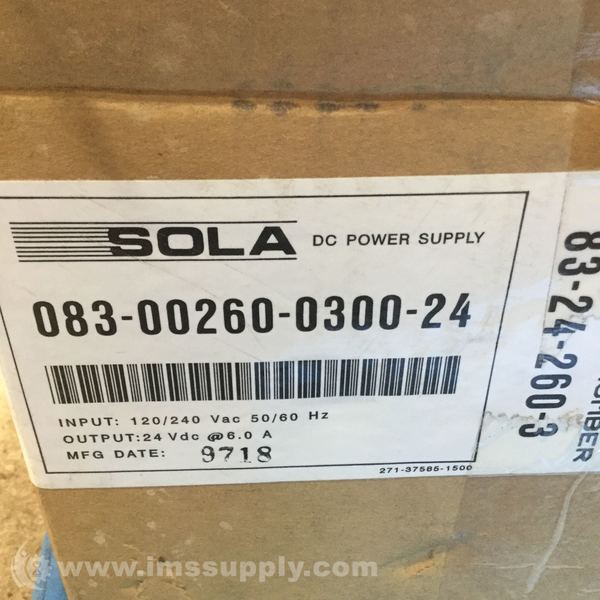 SOLA DC POWER SUPPLY
083-00260-0300-24
INPUT: 120/240 Vac 50/60 Hz
OUTPUT:24 Vdc @6.0 A
MFG DATE: 9718
271-37585-1500
83-24-260-3
© www.imssupply.com